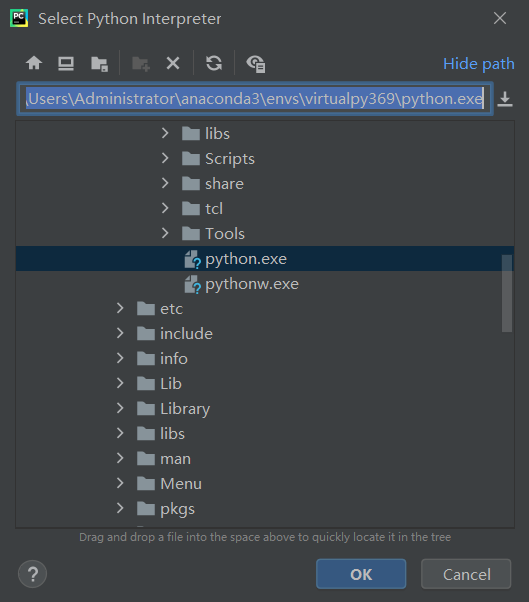 PC
Select Python Interpreter
Hide path
\Users\Administrator\anaconda3\envs\virtualpy369\python.exe
libs
Scripts
share
tcl
Tools
python.exe
pythonw.exe
etc
include
info
Lib
Library
libs
man
Menu
pkgs
Drag and drop a file into the space above to quickly locate it in the tree
?
OK
Cancel